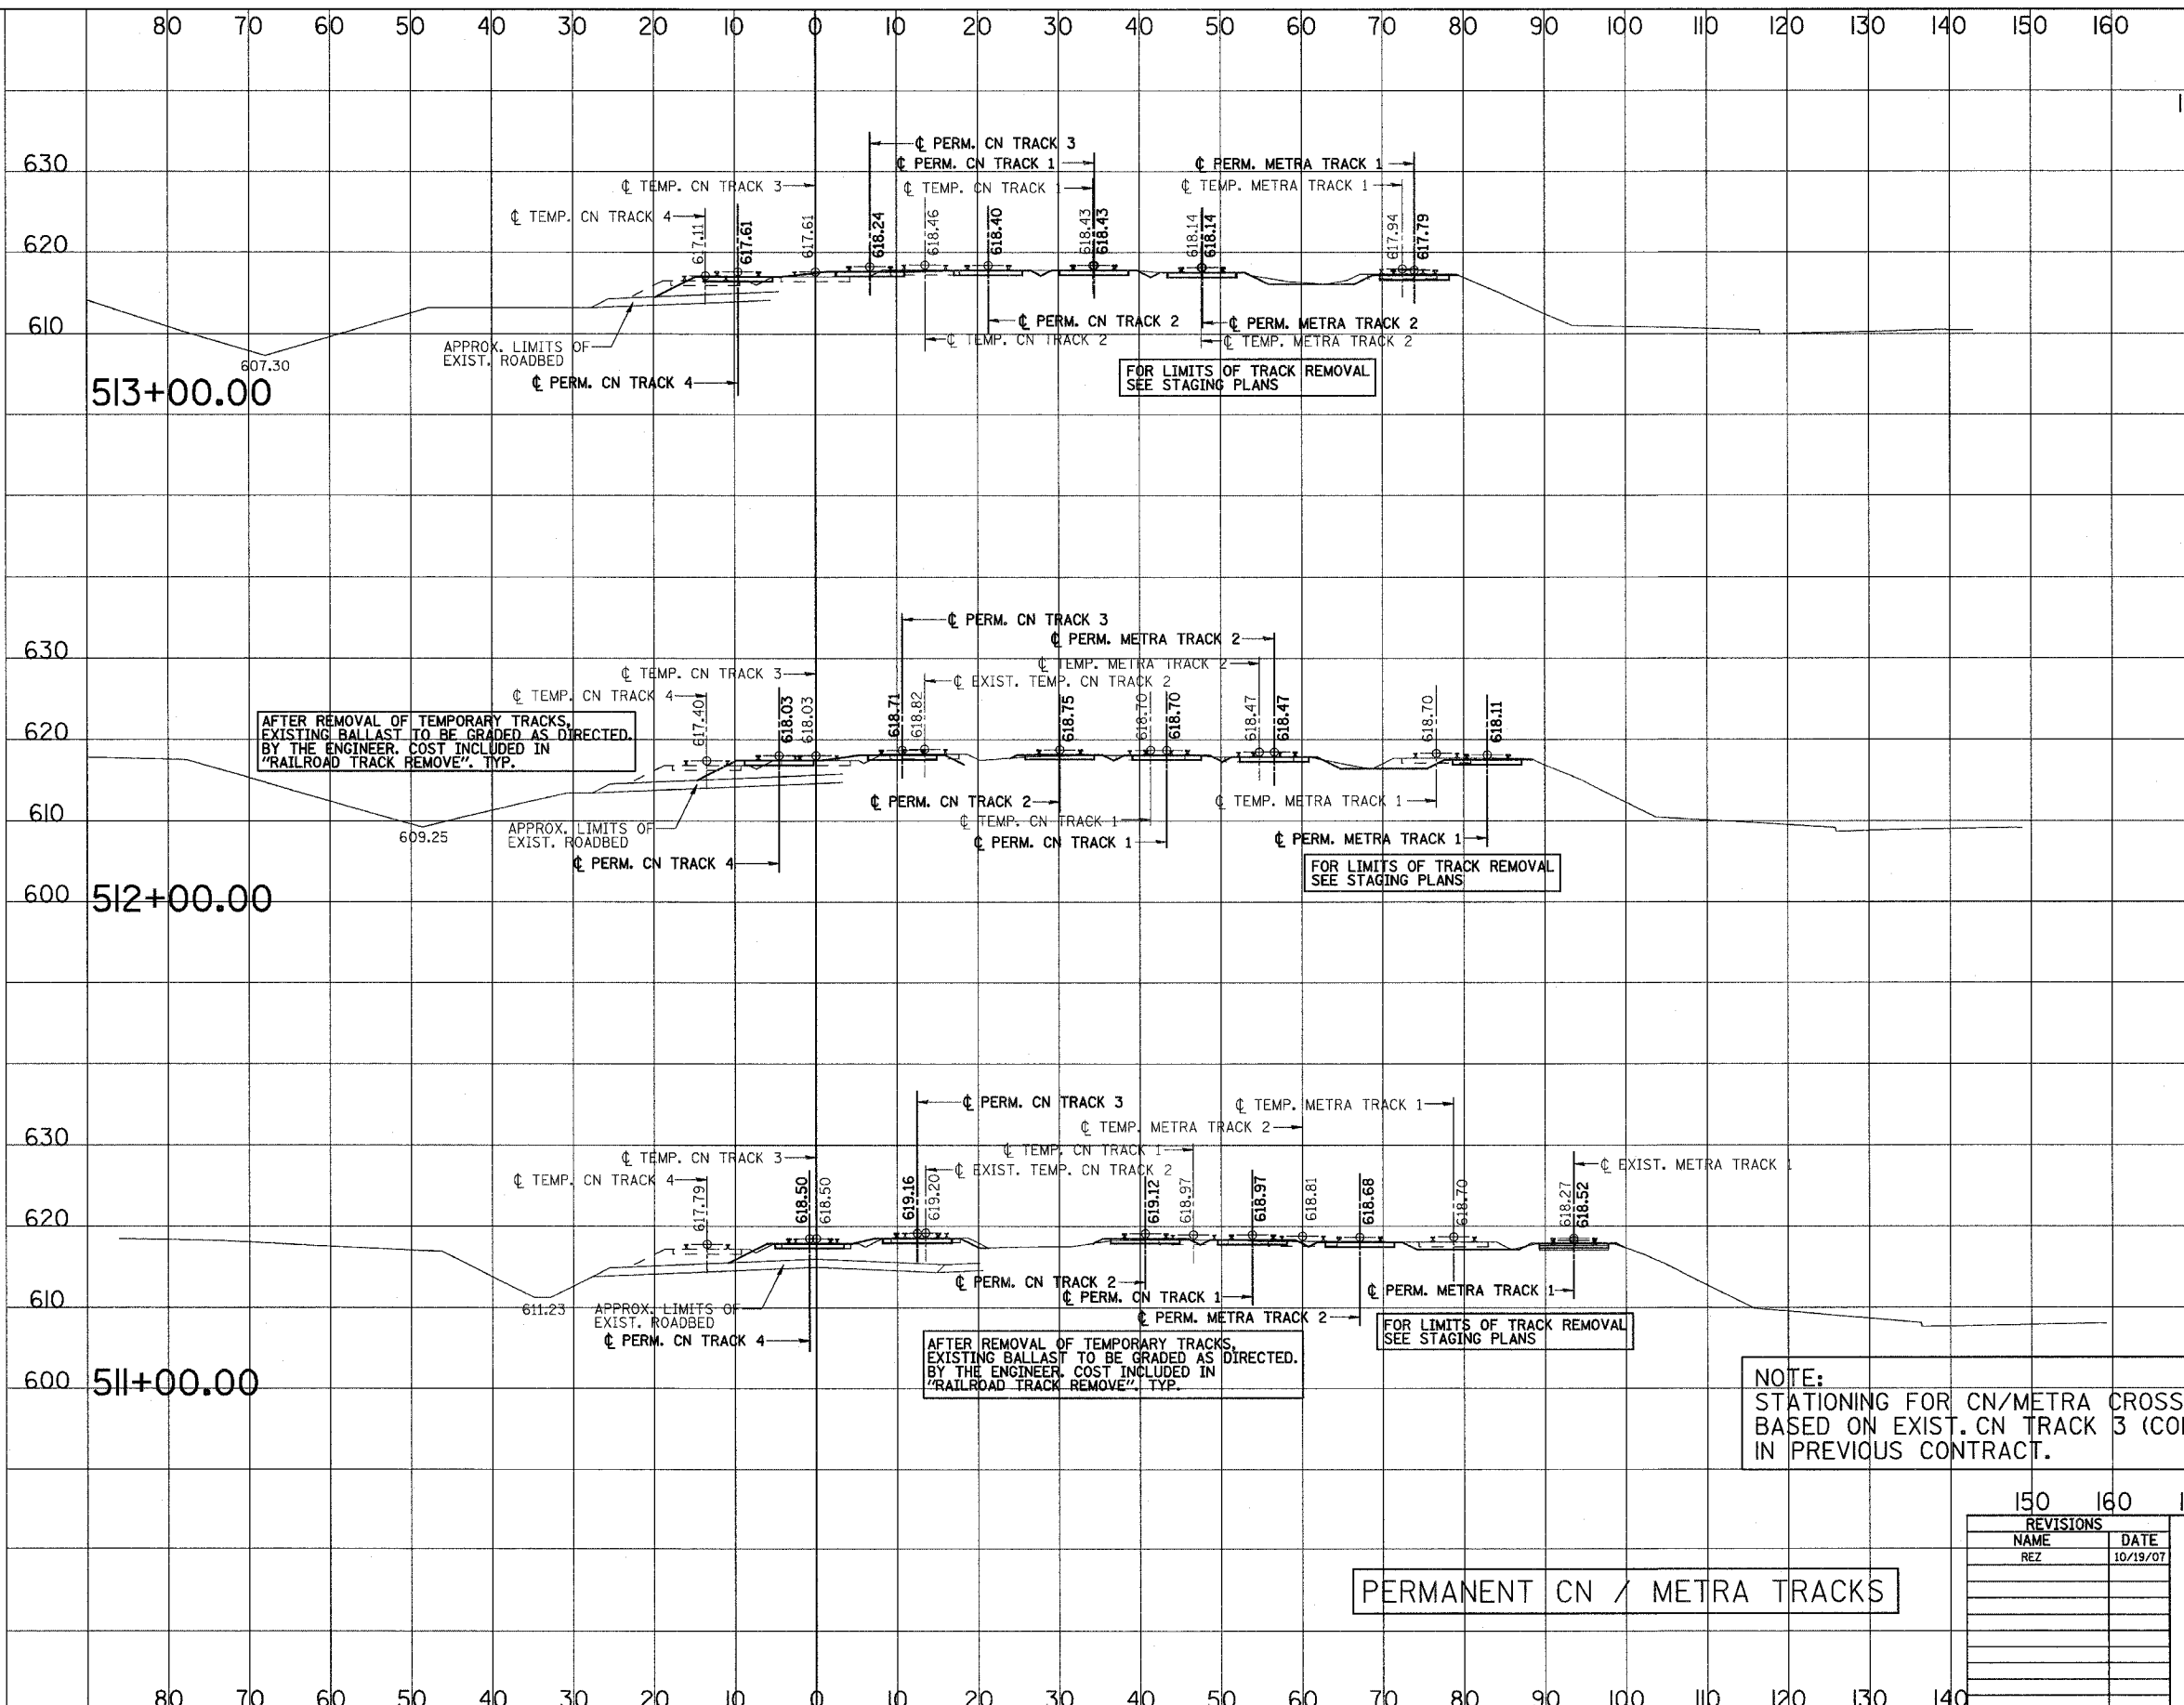 80 70 60 50 40 30 20 10 0 10 20 30 40 50 60 70 80 90 100 110 120 130 140 150 160
℄ PERM. CN TRACK 3
630
℄ PERM. CN TRACK 1
℄ PERM. METRA TRACK 1
℄ TEMP. CN TRACK 3
℄ TEMP. CN TRACK 1
℄ TEMP. METRA TRACK 1
℄ TEMP. CN TRACK 4
620
617.11
617.61
617.61
618.24
618.46
618.40
618.43
618.43
618.14
618.14
617.94
617.79
610
℄ PERM. CN TRACK 2
℄ PERM. METRA TRACK 2
℄ TEMP. CN TRACK 2
℄ TEMP. METRA TRACK 2
APPROX. LIMITS OF
EXIST. ROADBED
607.30
℄ PERM. CN TRACK 4
FOR LIMITS OF TRACK REMOVAL
SEE STAGING PLANS
513+00.00
℄ PERM. CN TRACK 3
℄ PERM. METRA TRACK 2
630
℄ TEMP. METRA TRACK 2
℄ TEMP. CN TRACK 3
℄ EXIST. TEMP. CN TRACK 2
℄ TEMP. CN TRACK 4
620
AFTER REMOVAL OF TEMPORARY TRACKS,
EXISTING BALLAST TO BE GRADED AS DIRECTED.
BY THE ENGINEER. COST INCLUDED IN
"RAILROAD TRACK REMOVE". TYP.
617.40
618.03
618.03
618.71
618.82
618.75
618.70
618.70
618.47
618.47
618.70
618.11
℄ PERM. CN TRACK 2
℄ TEMP. METRA TRACK 1
610
℄ TEMP. CN TRACK 1
609.25
APPROX. LIMITS OF
EXIST. ROADBED
℄ PERM. CN TRACK 1
℄ PERM. METRA TRACK 1
℄ PERM. CN TRACK 4
FOR LIMITS OF TRACK REMOVAL
SEE STAGING PLANS
600
512+00.00
℄ PERM. CN TRACK 3
℄ TEMP. METRA TRACK 1
℄ TEMP. METRA TRACK 2
630
℄ TEMP. CN TRACK 1
℄ TEMP. CN TRACK 3
℄ EXIST. METRA TRACK 1
℄ EXIST. TEMP. CN TRACK 2
℄ TEMP. CN TRACK 4
620
617.79
618.50
618.50
619.16
619.20
619.12
618.97
618.97
618.81
618.68
618.70
618.27
618.52
℄ PERM. CN TRACK 2
℄ PERM. METRA TRACK 1
℄ PERM. CN TRACK 1
610
611.23
APPROX. LIMITS OF
EXIST. ROADBED
℄ PERM. METRA TRACK 2
FOR LIMITS OF TRACK REMOVAL
SEE STAGING PLANS
℄ PERM. CN TRACK 4
AFTER REMOVAL OF TEMPORARY TRACKS,
EXISTING BALLAST TO BE GRADED AS DIRECTED.
BY THE ENGINEER. COST INCLUDED IN
"RAILROAD TRACK REMOVE". TYP.
600
511+00.00
NOTE:
STATIONING FOR CN/METRA CROSS
BASED ON EXIST. CN TRACK 3 (CO
IN PREVIOUS CONTRACT.
150 160
REVISIONS
NAME DATE
REZ 10/19/07
PERMANENT CN / METRA TRACKS
80 70 60 50 40 30 20 10 0 10 20 30 40 50 60 70 80 90 100 110 120 130 140